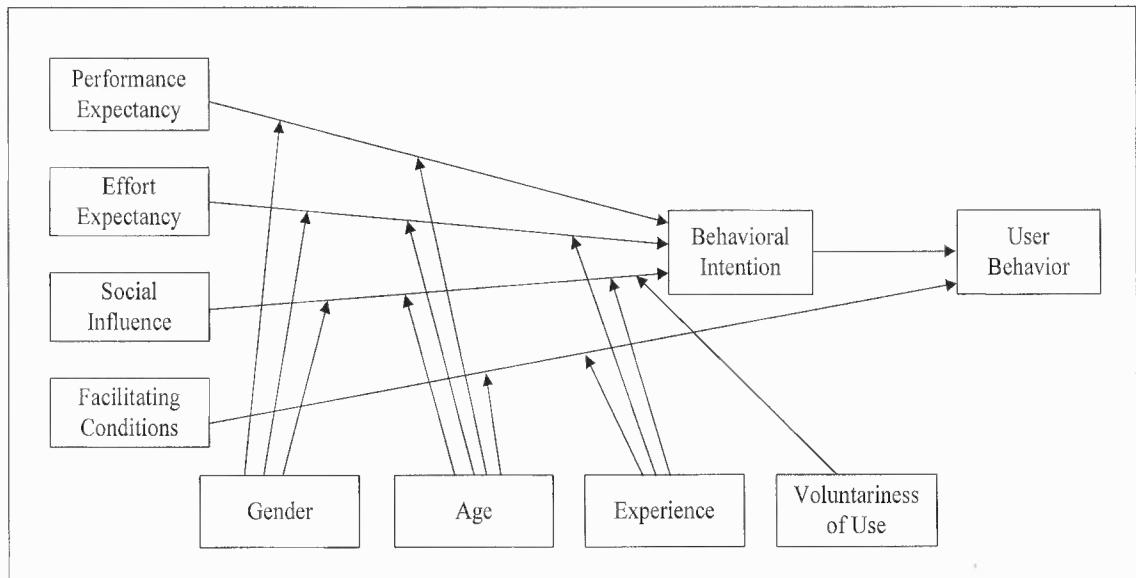 Performance
Expectancy
Effort
Expectancy
Social
Influence
Facilitating
Conditions
Behavioral
Intention
User
Behavior
Gender
Age
Experience
Voluntariness
of Use